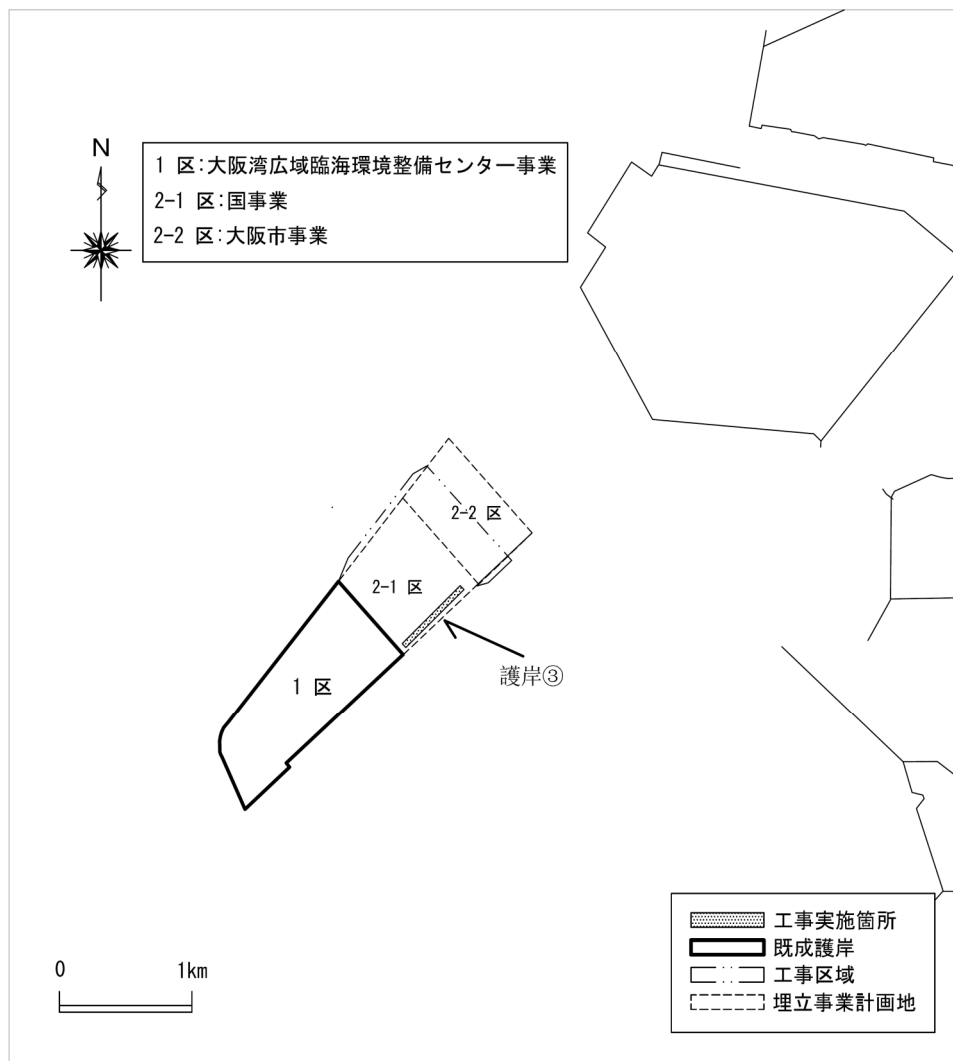 N
1 区:大阪湾広域臨海環境整備センター事業
2-1 区:国事業
2-2 区:大阪市事業
2-2 区
2-1 区
護岸③
1 区
0 1km
工事実施箇所
既成護岸
工事区域
埋立事業計画地